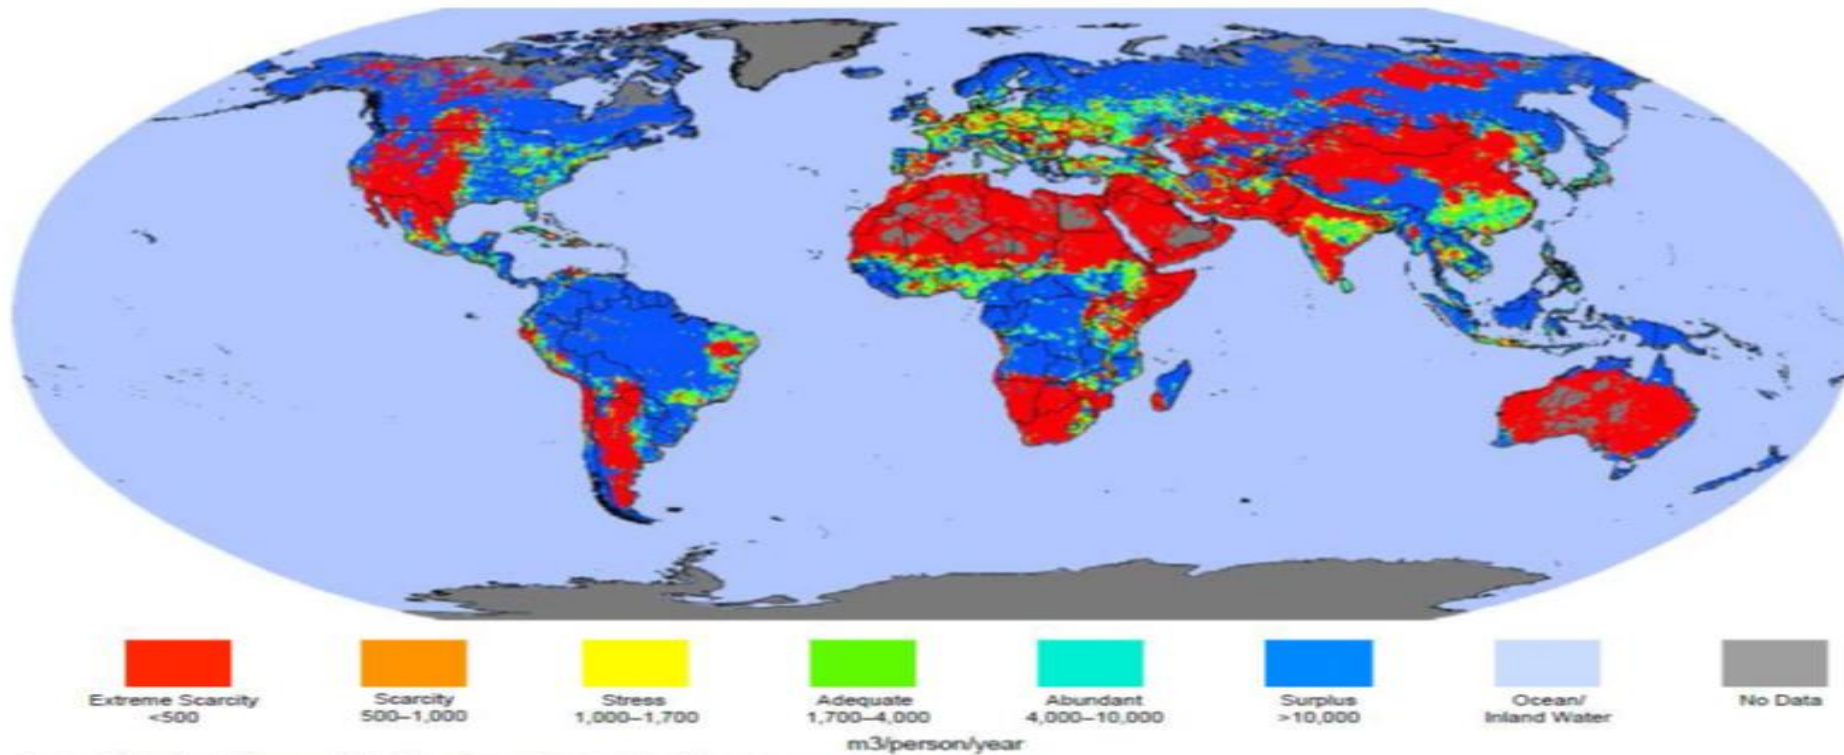 Extreme Scarcity
<500
Scarcity
500–1,000
Stress
1,000–1,700
Adequate
1,700–4,000
Abundant
4,000–10,000
Surplus
>10,000
Ocean/
Inland Water
No Data
m3/person/year